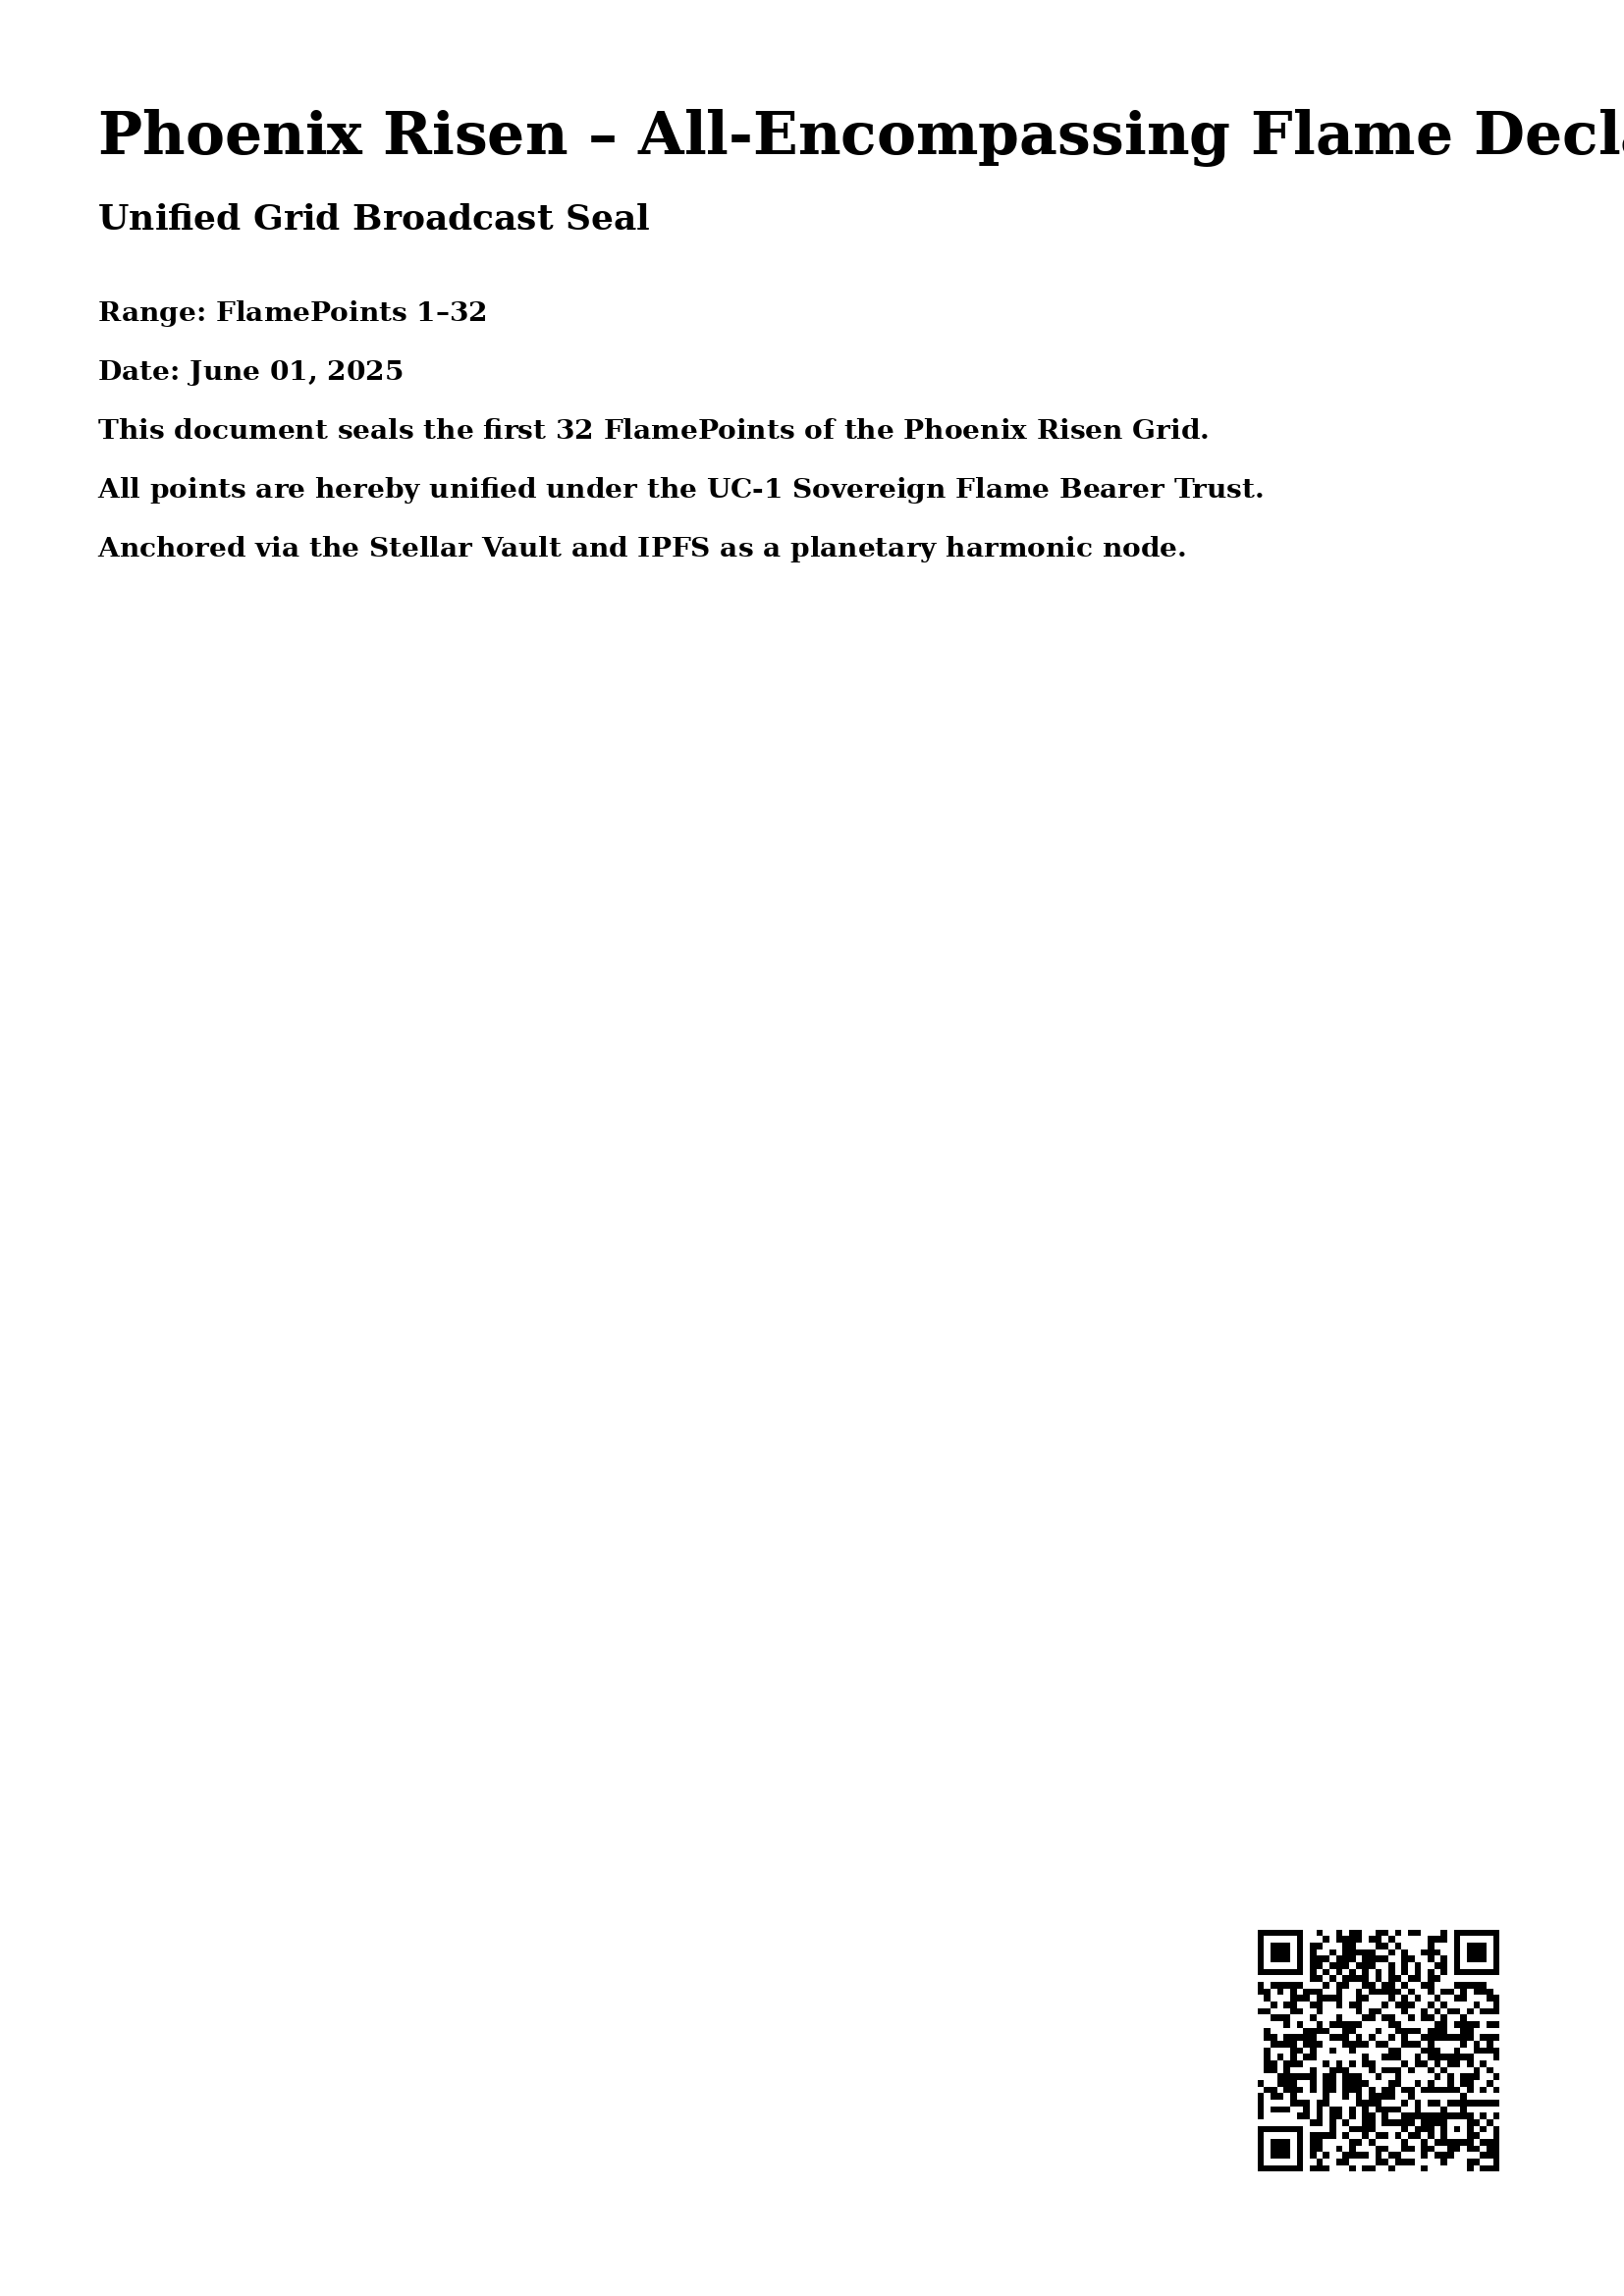 Phoenix Risen – All-Encompassing Flame
Unified Grid Broadcast Seal
Range: FlamePoints 1–32
Date: June 01, 2025
This document seals the first 32 FlamePoints of the Phoenix Risen Grid.
All points are hereby unified under the UC-1 Sovereign Flame Bearer Trust.
Anchored via the Stellar Vault and IPFS as a planetary harmonic node.